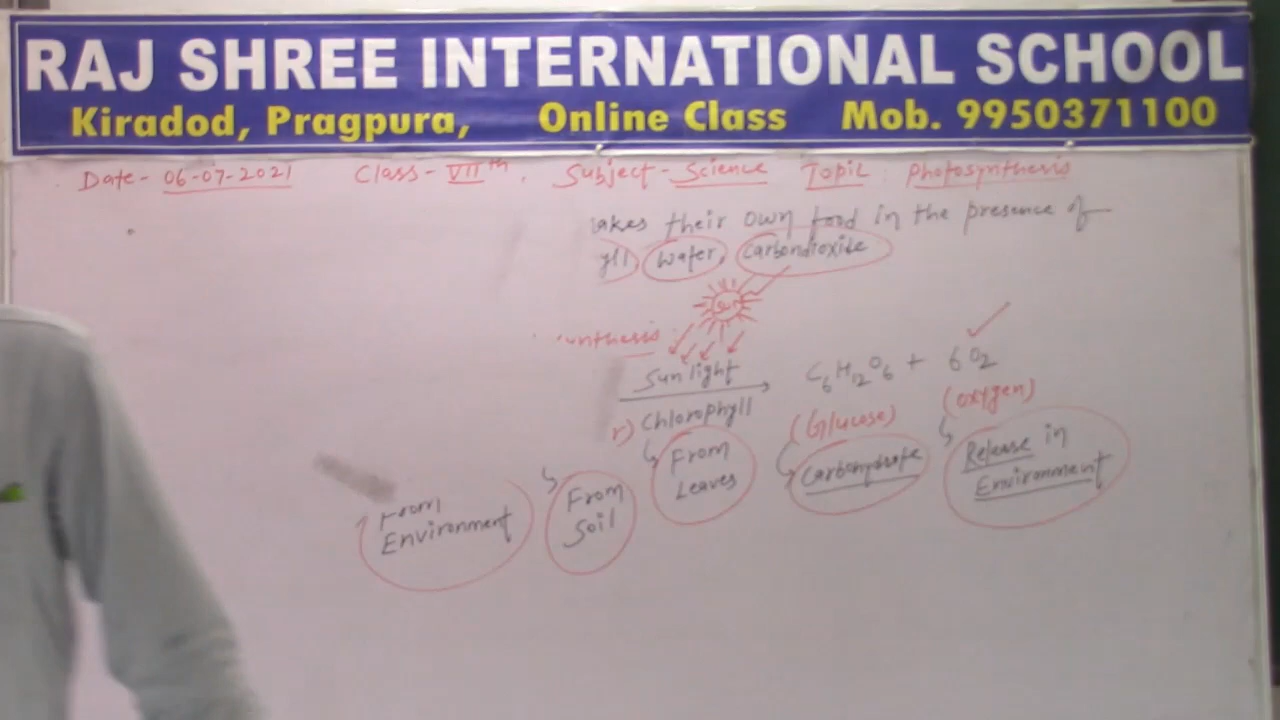 RAJ SHREE INTERNATIONAL SCHOOL
Kiradod, Pragpura, Online Class Mob. 9950371100
Date- 06-07-2021 Class- VIIth. Subject- Science Topic: Photosynthesis
akes their own food in the presence of
yll, water, Carbondioxide
Sun
unthesis
Sunlight
C6H12O6 + 6O2
r) Chlorophyll (Glucose) (oxygen)
From Environment
From Soil
From Leaves
Carbohydrate
Release in Environment